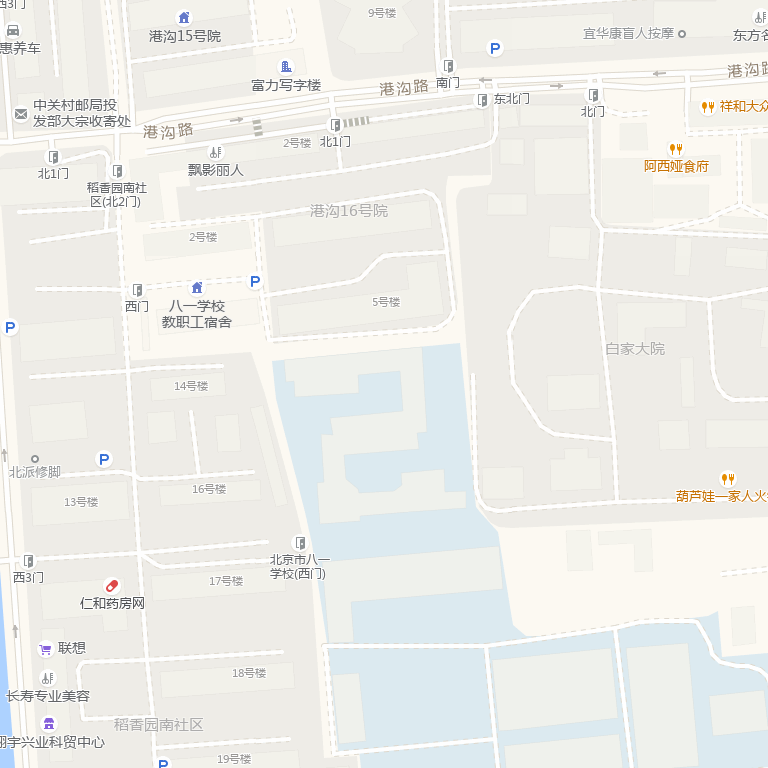 西3门
9号楼
港沟15号院
宜华康盲人按摩
P
东方名
惠养车
富力写字楼
南门
港沟路
港沟路
中关村邮局投
发部大宗收寄处
东北门
北门
祥和大众
港沟路
北1门
2号楼
阿西娅食府
北1门
飘影丽人
稻香园南社
区(北2门)
港沟16号院
2号楼
P
西门
八一学校
教职工宿舍
5号楼
P
白家大院
14号楼
P
北派修脚
16号楼
13号楼
葫芦娃一家人火
北京市八一
学校(西门)
西3门
17号楼
仁和药房网
联想
18号楼
长寿专业美容
稻香园南社区
翔宇兴业科贸中心
19号楼
P